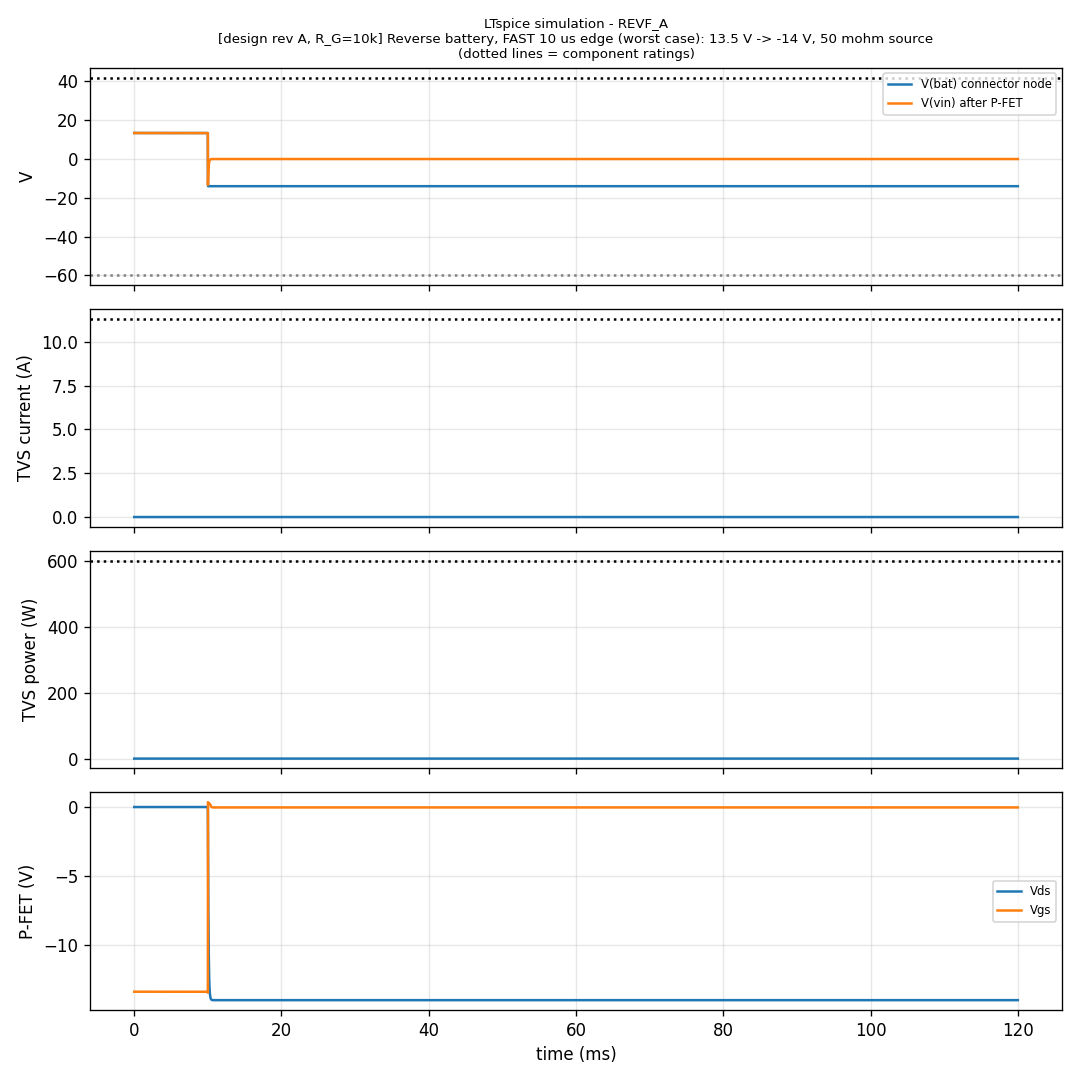 LTspice simulation - REVF_A
[design rev A, R_G=10k] Reverse battery, FAST 10 us edge (worst case): 13.5 V -> -14 V, 50 mohm source
(dotted lines = component ratings)
40
20
0
−20
−40
−60
V
V(bat) connector node
V(vin) after P-FET
10.0
7.5
5.0
2.5
0.0
TVS current (A)
600
400
200
0
TVS power (W)
0
−5
−10
P-FET (V)
Vds
Vgs
0
20
40
60
80
100
120
time (ms)